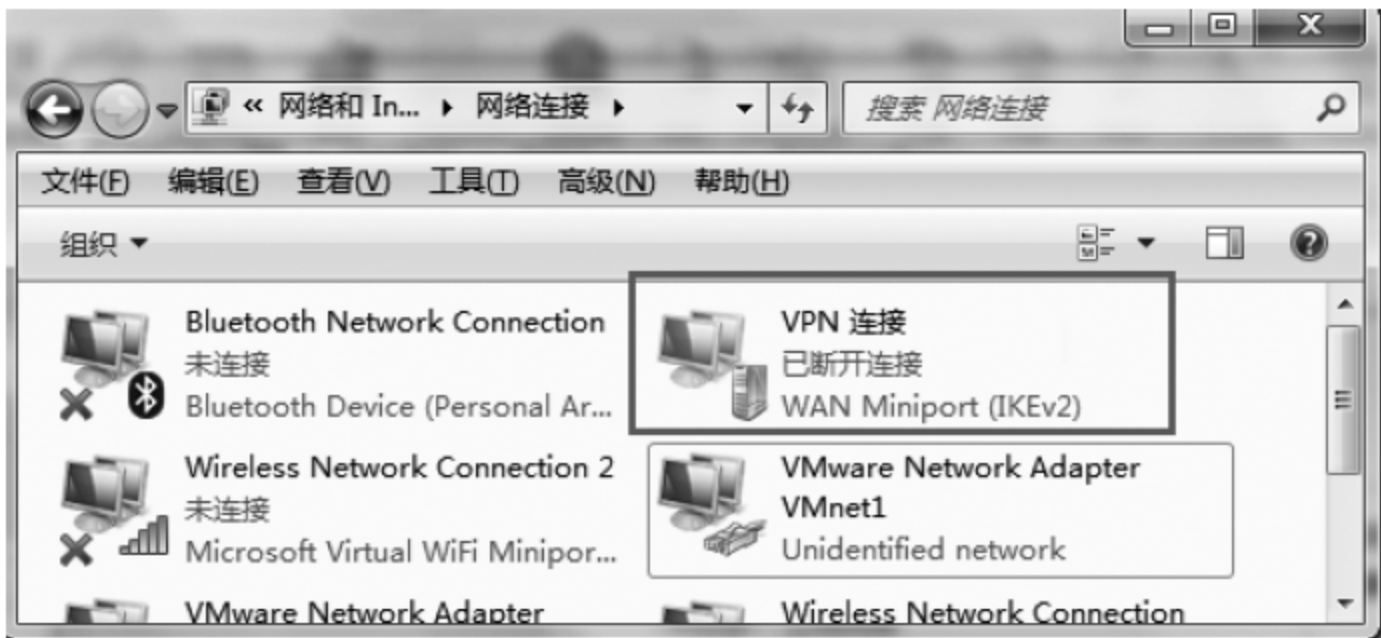 « 网络和 In... 网络连接
搜索 网络连接
文件(F) 编辑(E) 查看(V) 工具(T) 高级(N) 帮助(H)
组织
Bluetooth Network Connection
未连接
Bluetooth Device (Personal Ar...
VPN 连接
已断开连接
WAN Miniport (IKEv2)
Wireless Network Connection 2
未连接
Microsoft Virtual WiFi Minipor...
VMware Network Adapter
VMnet1
Unidentified network
VMware Network Adapter
Wireless Network Connection